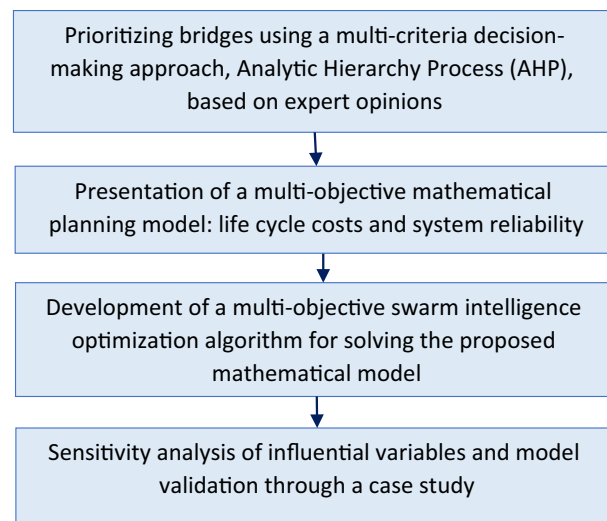 Prioritizing bridges using a multi-criteria decision-
making approach, Analytic Hierarchy Process (AHP),
based on expert opinions
Presentation of a multi-objective mathematical
planning model: life cycle costs and system reliability
Development of a multi-objective swarm intelligence
optimization algorithm for solving the proposed
mathematical model
Sensitivity analysis of influential variables and model
validation through a case study